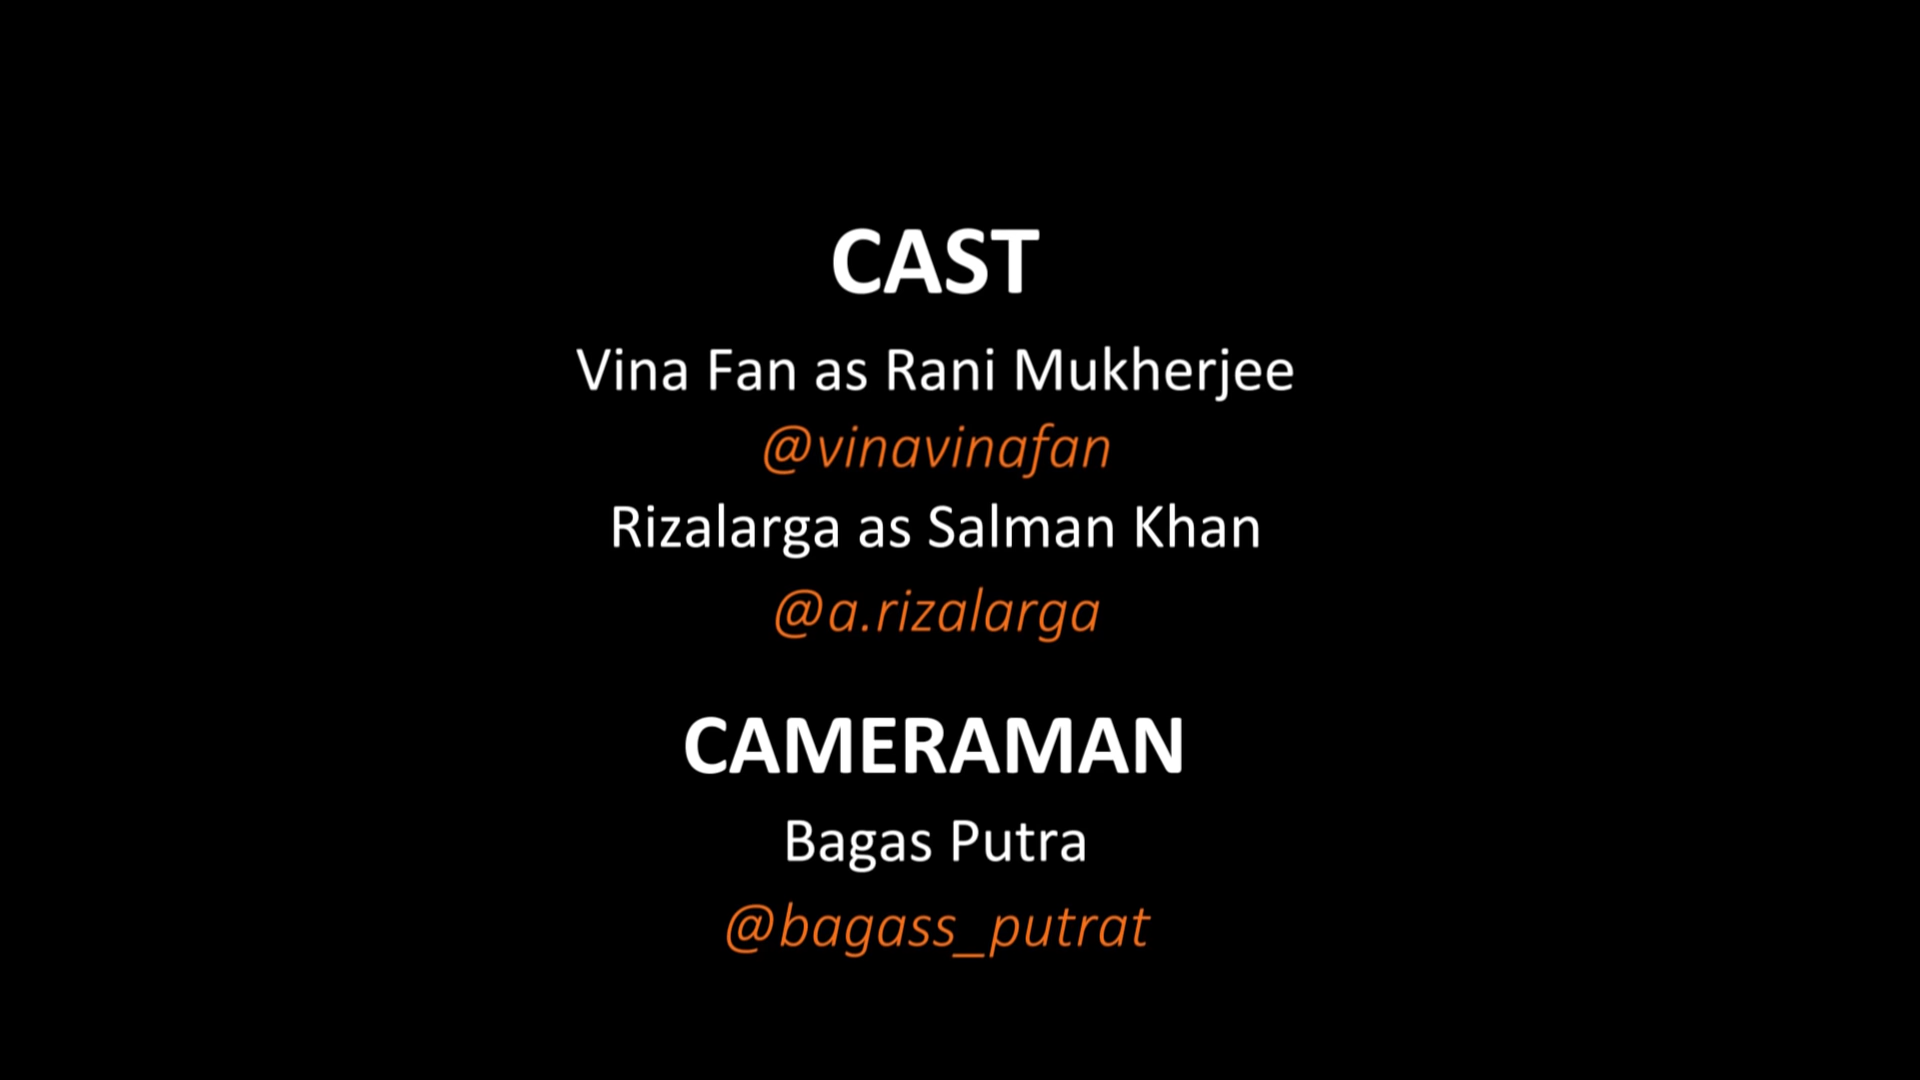 CAST
Vina Fan as Rani Mukherjee
@vinavinafan
Rizalarga as Salman Khan
@a.rizalarga
CAMERAMAN
Bagas Putra
@bagass_putrat